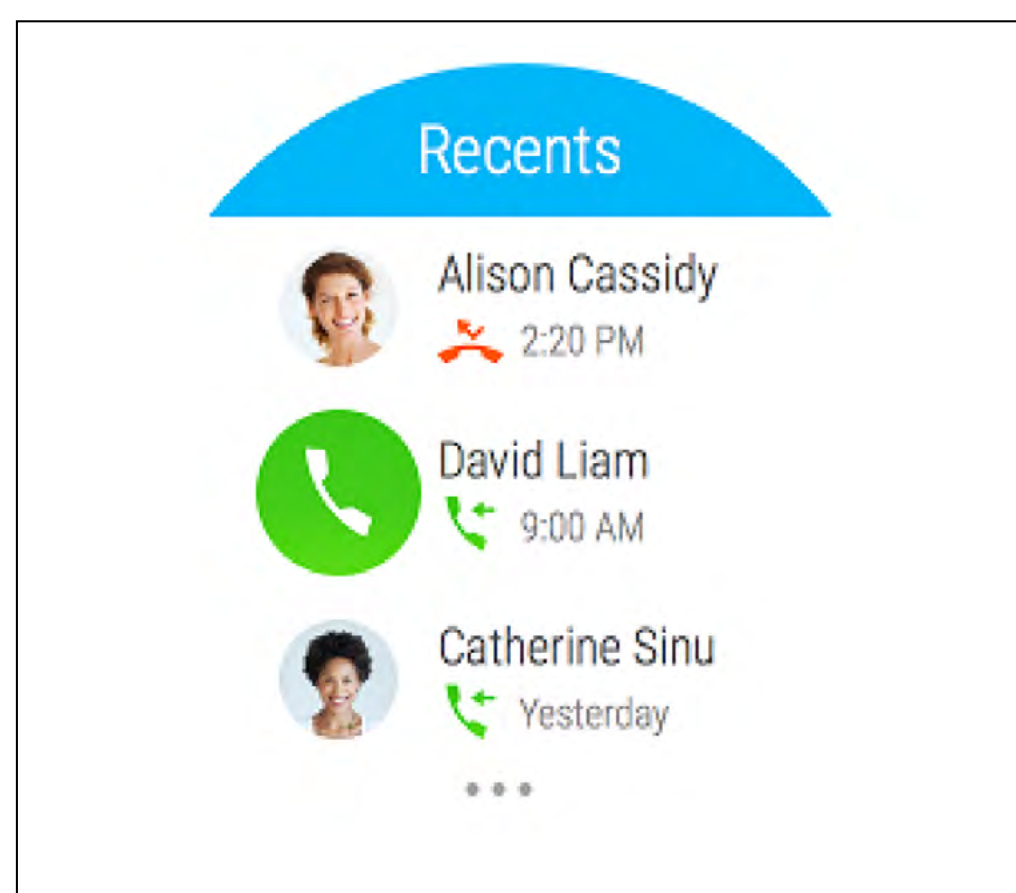 Recents
Alison Cassidy
2:20 PM
David Liam
9:00 AM
Catherine Sinu
Yesterday